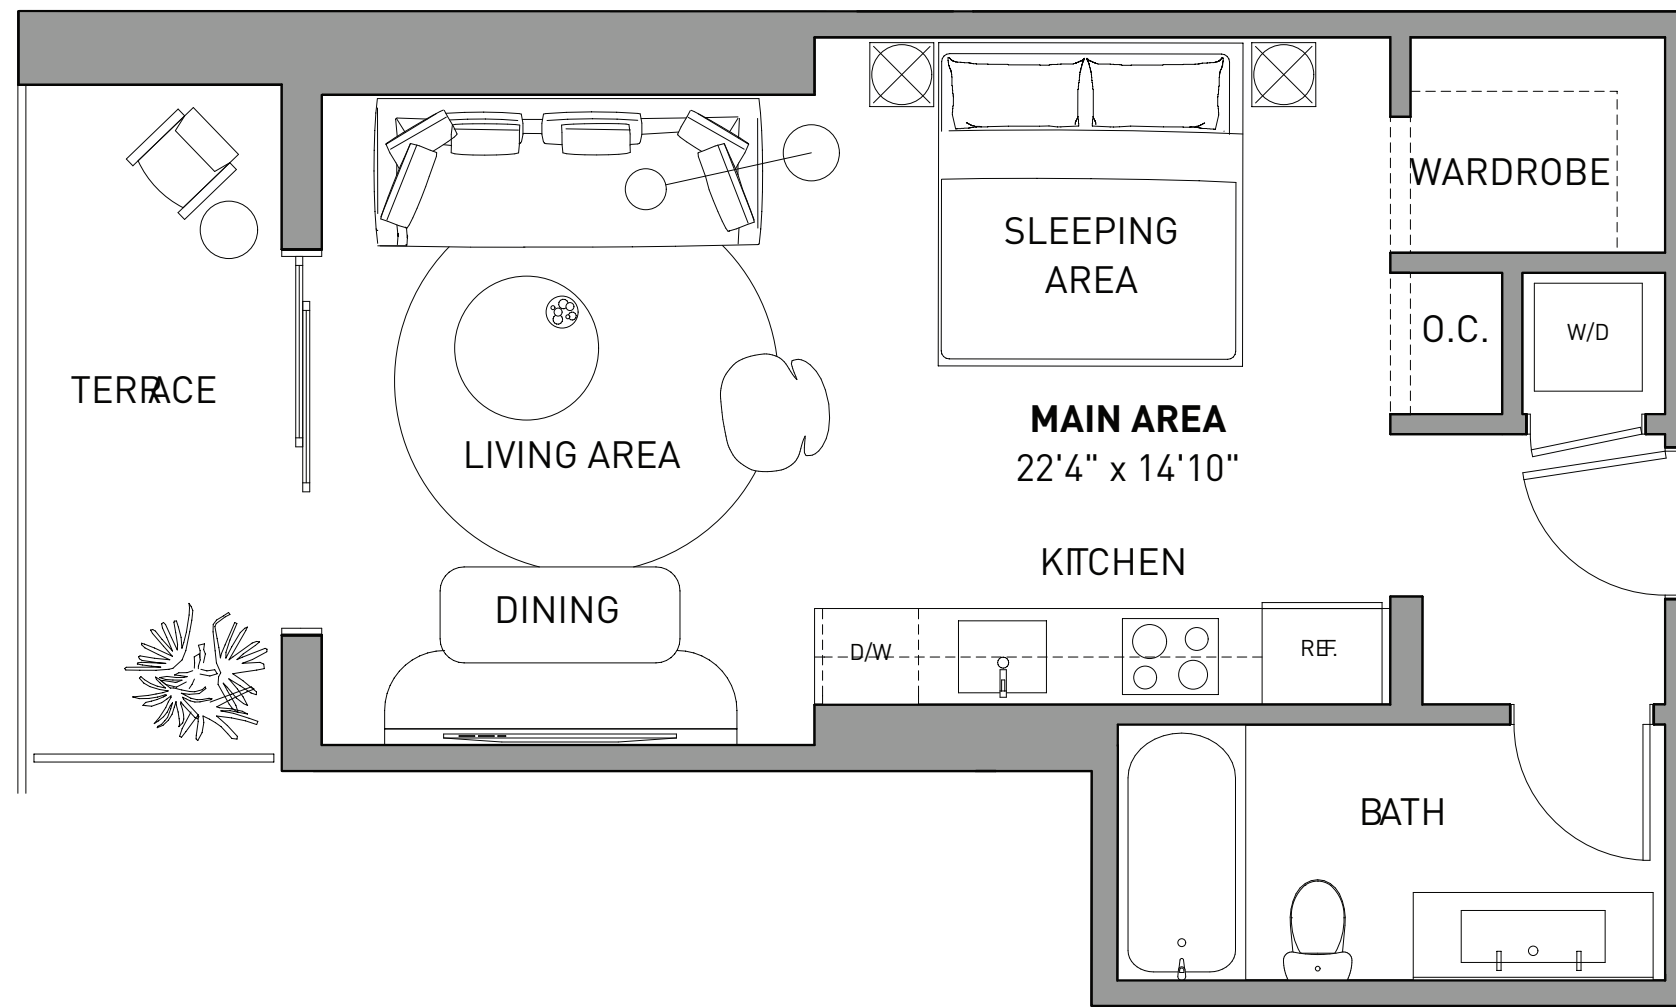 WARDROBE
SLEEPING
AREA
O.C.
W/D
TERRACE
MAIN AREA
LIVING AREA
22'4" x 14'10"
KITCHEN
DINING
D/W
REF.
BATH